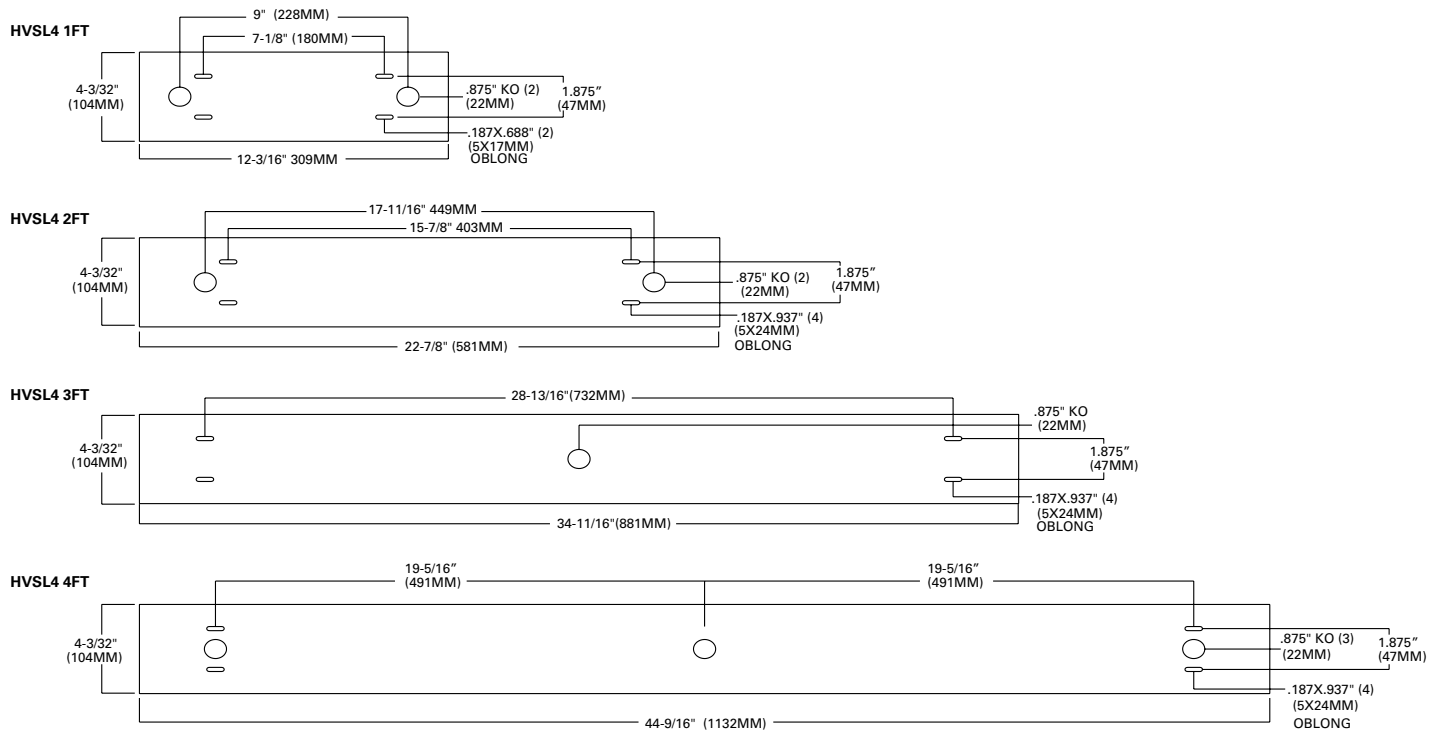 HVSL4 1FT
9" (228MM)
7-1/8" (180MM)
4-3/32"
(104MM)
.875" KO (2)
(22MM)
1.875"
(47MM)
.187X.688" (2)
(5X17MM)
OBLONG
12-3/16" 309MM
HVSL4 2FT
17-11/16" 449MM
15-7/8" 403MM
4-3/32"
(104MM)
.875" KO (2)
(22MM)
1.875"
(47MM)
.187X.937" (4)
(5X24MM)
OBLONG
22-7/8" (581MM)
HVSL4 3FT
28-13/16"(732MM)
.875" KO
(22MM)
4-3/32"
(104MM)
1.875"
(47MM)
.187X.937" (4)
(5X24MM)
OBLONG
34-11/16"(881MM)
HVSL4 4FT
19-5/16"
(491MM)
19-5/16"
(491MM)
4-3/32"
(104MM)
.875" KO (3)
(22MM)
1.875"
(47MM)
.187X.937" (4)
(5X24MM)
OBLONG
44-9/16" (1132MM)